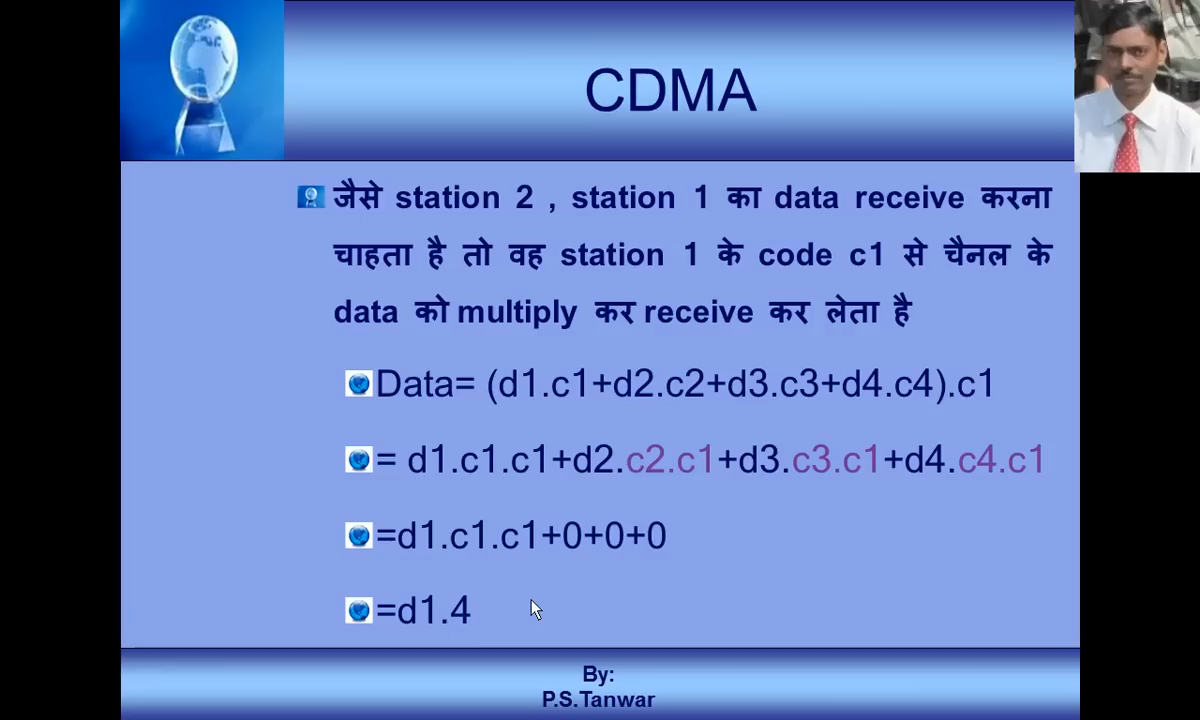 CDMA
जैसे station 2 , station 1 का data receive करना
चाहता है तो वह station 1 के code c1 से चैनल के
data को multiply कर receive कर लेता है
Data= (d1.c1+d2.c2+d3.c3+d4.c4).c1
= d1.c1.c1+d2.c2.c1+d3.c3.c1+d4.c4.c1
=d1.c1.c1+0+0+0
=d1.4
By:
P.S.Tanwar